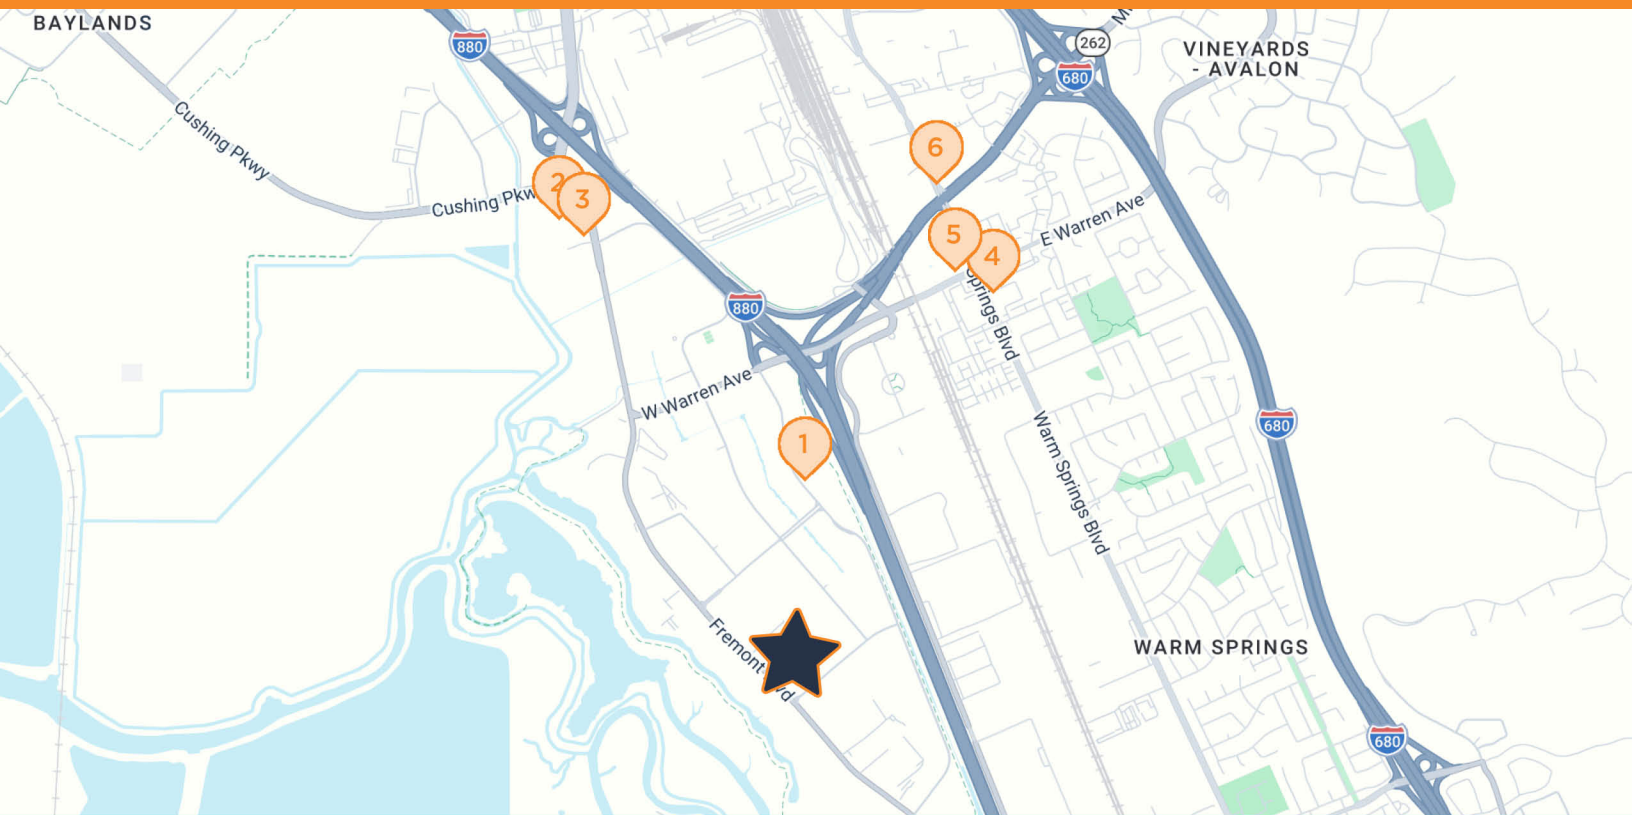 BAYLANDS
880
262
680
VINEYARDS
- AVALON
Cushing Pkwy
6
2
3
Cushing Pkw
E Warren Ave
5
4
Springs Blvd
880
W Warren Ave
1
680
Warm Springs Blvd
Fremont
vd
WARM SPRINGS
680